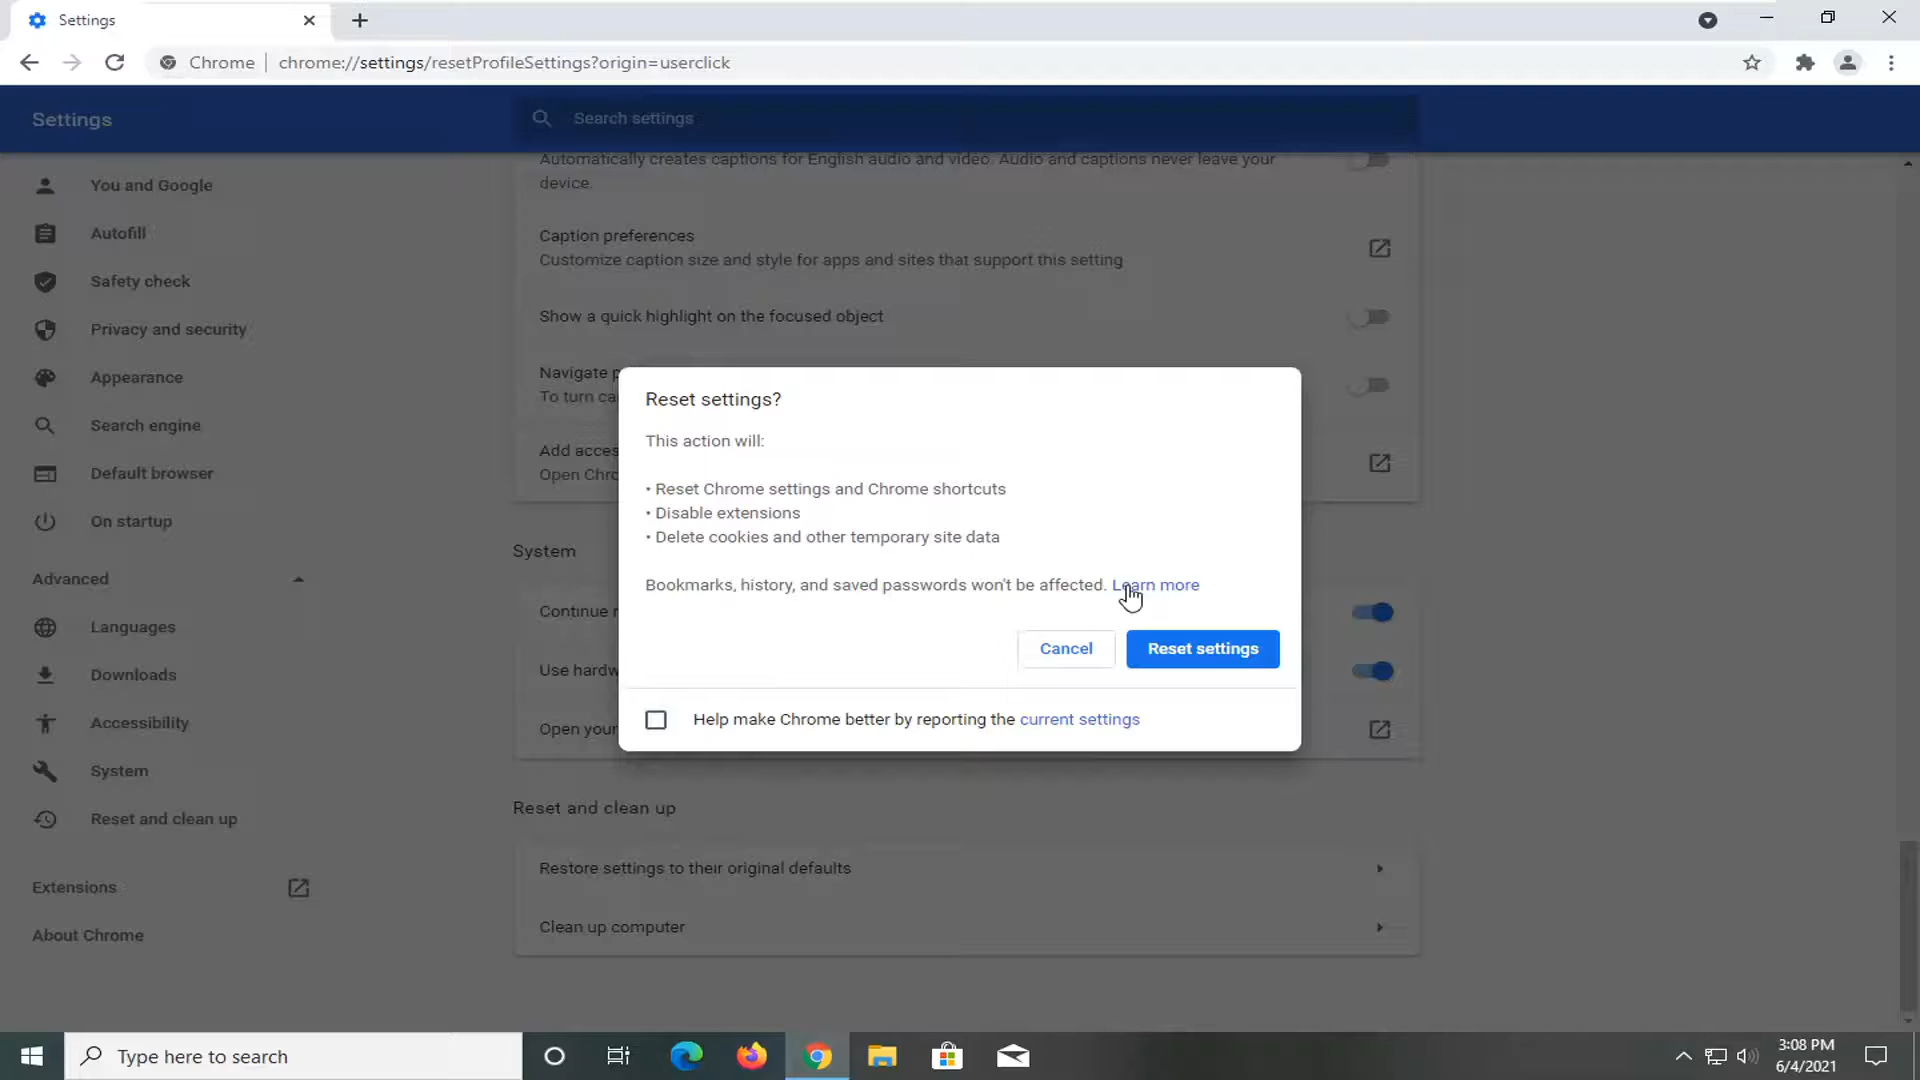 Settings
Chrome | chrome://settings/resetProfileSettings?origin=userclick
Settings
Search settings
You and Google
Autofill
Safety check
Privacy and security
Appearance
Search engine
Default browser
On startup
Advanced
Languages
Downloads
Accessibility
System
Reset and clean up
Extensions
About Chrome
Automatically creates captions for English audio and video. Audio and captions never leave your
device.
Caption preferences
Customize caption size and style for apps and sites that support this setting
Show a quick highlight on the focused object
Navigate p
To turn ca
Add acces
Open Chro
System
Continue r
Use hardw
Open your
Reset and clean up
Restore settings to their original defaults
Clean up computer
Reset settings?
This action will:
• Reset Chrome settings and Chrome shortcuts
• Disable extensions
• Delete cookies and other temporary site data
Bookmarks, history, and saved passwords won't be affected. Learn more
Cancel
Reset settings
Help make Chrome better by reporting the current settings
Type here to search
3:08 PM
6/4/2021